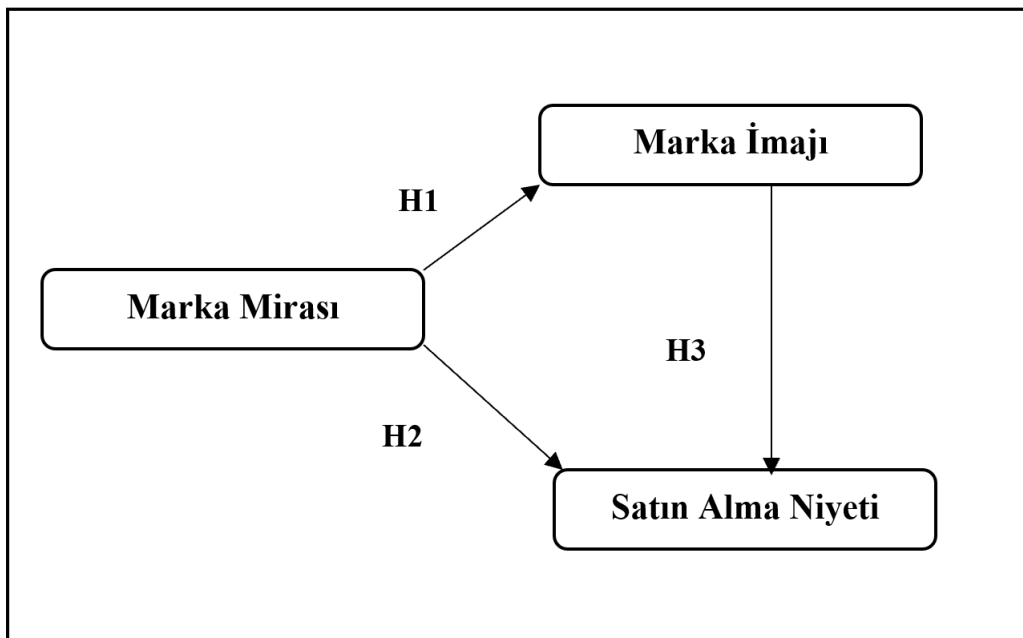 Marka İmajı
H1
Marka Mirası
H3
H2
Satın Alma Niyeti